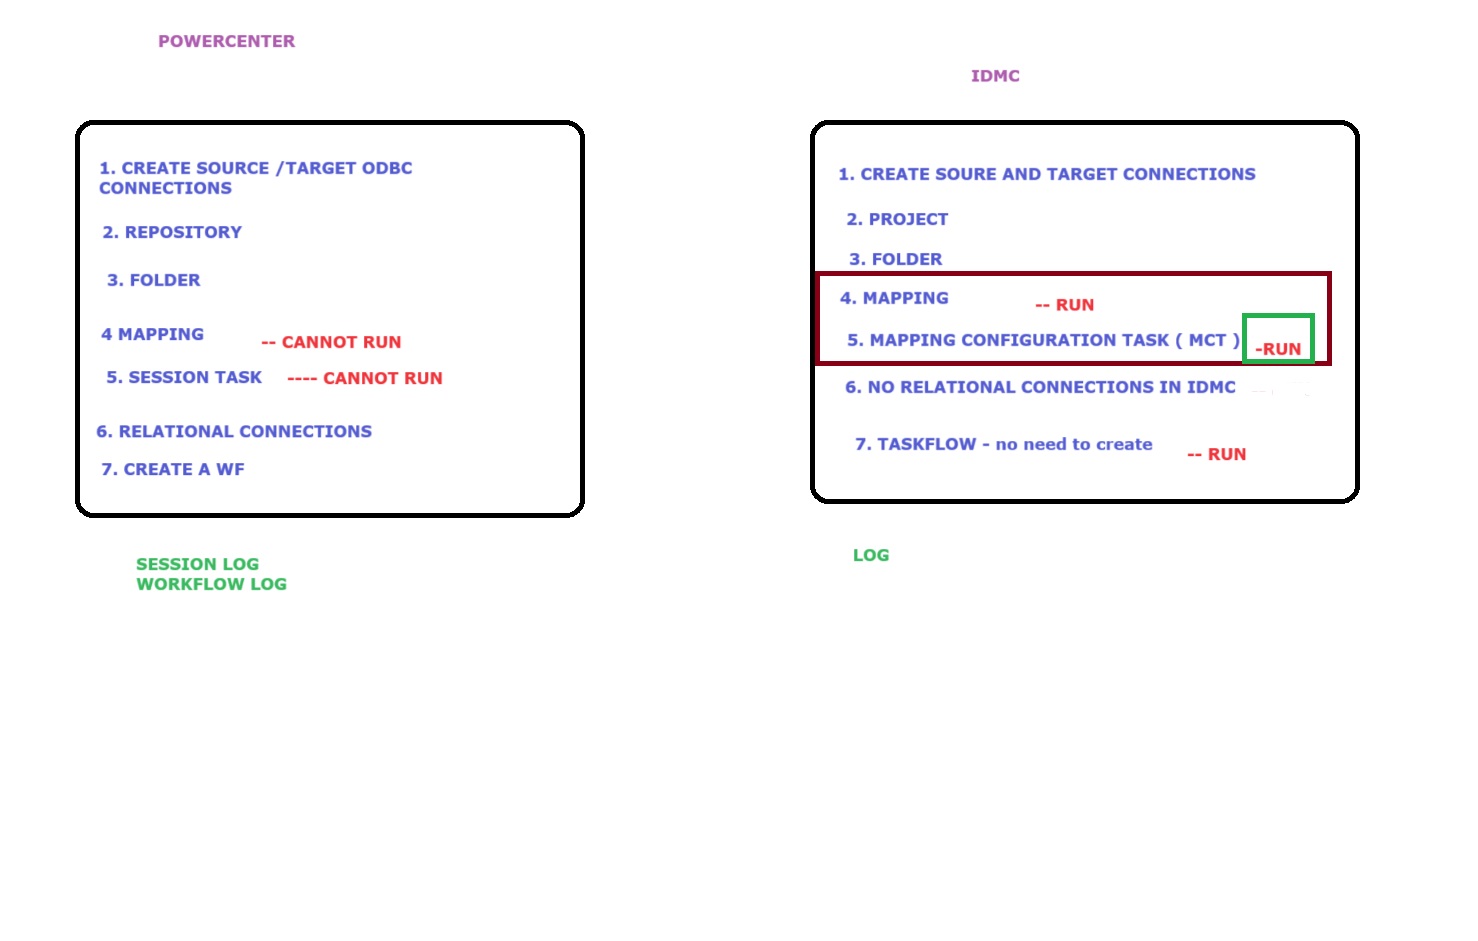 POWERCENTER
1. CREATE SOURCE /TARGET ODBC
CONNECTIONS
2. REPOSITORY
3. FOLDER
4 MAPPING -- CANNOT RUN
5. SESSION TASK ---- CANNOT RUN
6. RELATIONAL CONNECTIONS
7. CREATE A WF
SESSION LOG
WORKFLOW LOG
IDMC
1. CREATE SOURE AND TARGET CONNECTIONS
2. PROJECT
3. FOLDER
4. MAPPING -- RUN
5. MAPPING CONFIGURATION TASK ( MCT ) -RUN
6. NO RELATIONAL CONNECTIONS IN IDMC
7. TASKFLOW - no need to create -- RUN
LOG